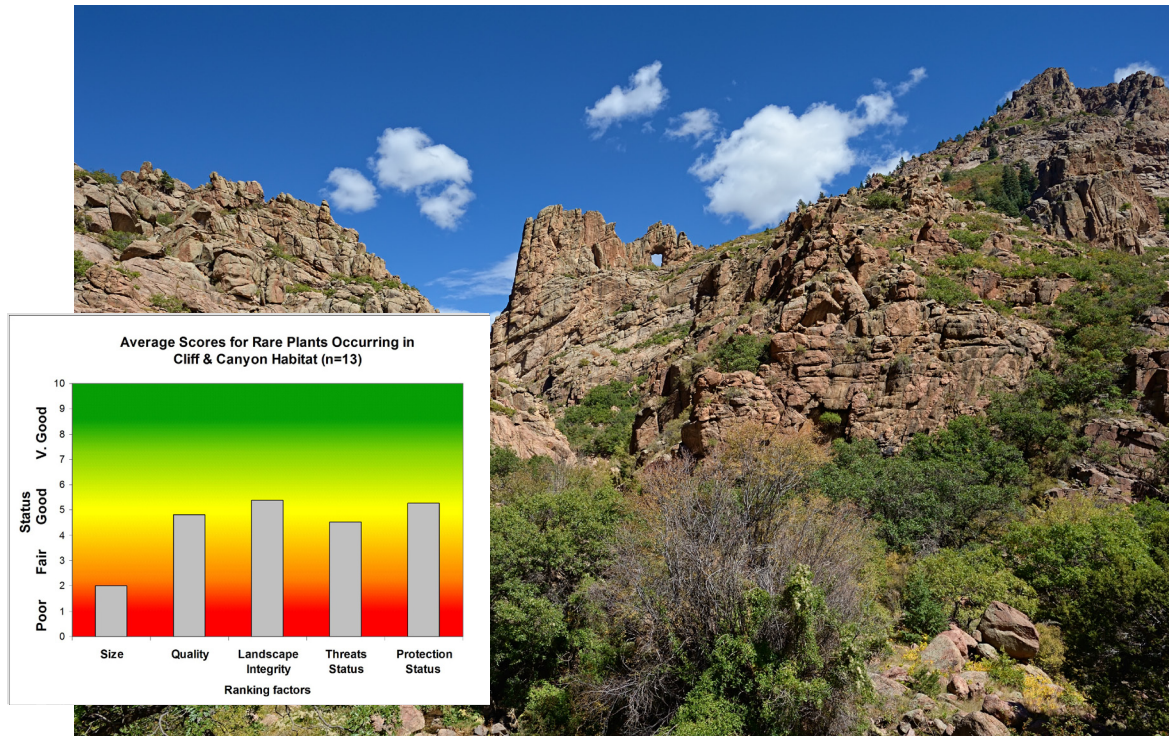 Average Scores for Rare Plants Occurring in
Cliff & Canyon Habitat (n=13)
10
9
8
7
6
5
4
3
2
1
0
V. Good
Good
Fair
Poor
Status
Size
Quality
Landscape
Integrity
Threats
Status
Protection
Status
Ranking factors